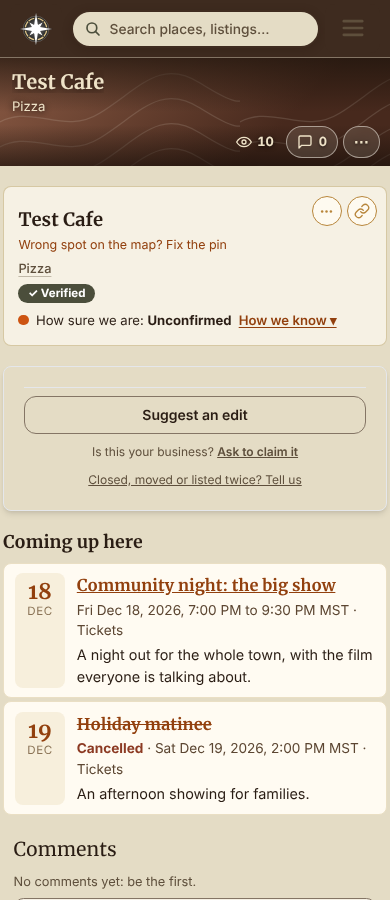 Search places, listings...
Test Cafe
Pizza
10
0
Test Cafe
Wrong spot on the map? Fix the pin
Pizza
✓ Verified
How sure we are: Unconfirmed How we know ▾
Suggest an edit
Is this your business? Ask to claim it
Closed, moved or listed twice? Tell us
Coming up here
18
DEC
Community night: the big show
Fri Dec 18, 2026, 7:00 PM to 9:30 PM MST ·
Tickets
A night out for the whole town, with the film
everyone is talking about.
19
DEC
Holiday matinee
Cancelled · Sat Dec 19, 2026, 2:00 PM MST ·
Tickets
An afternoon showing for families.
Comments
No comments yet: be the first.